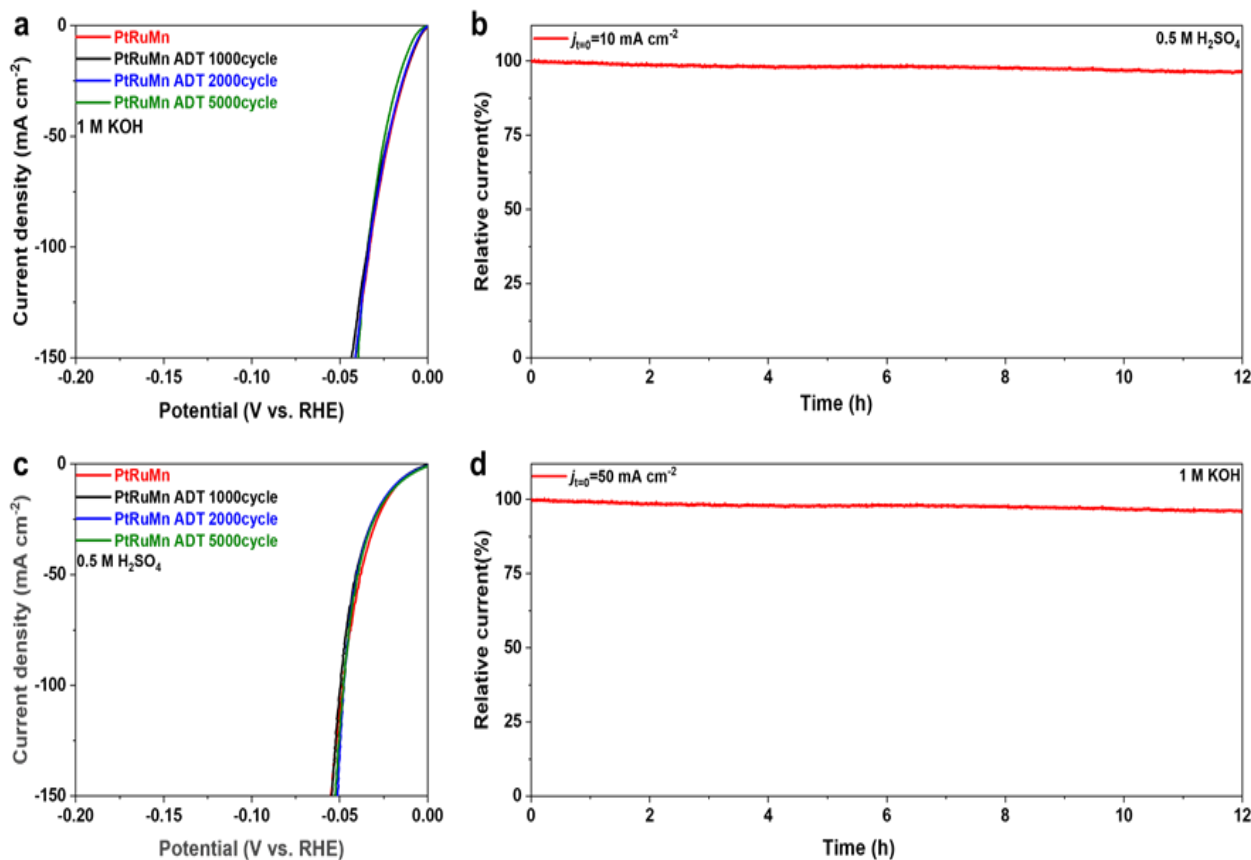 a
PtRuMn
PtRuMn ADT 1000cycle
PtRuMn ADT 2000cycle
PtRuMn ADT 5000cycle
1 M KOH
Current density (mA cm⁻²)
0
-50
-100
-150
-0.20
-0.15
-0.10
-0.05
0.00
Potential (V vs. RHE)
b
jt=0=10 mA cm⁻²
0.5 M H₂SO₄
Relative current(%)
100
75
50
25
0
0
2
4
6
8
10
12
Time (h)
c
PtRuMn
PtRuMn ADT 1000cycle
PtRuMn ADT 2000cycle
PtRuMn ADT 5000cycle
0.5 M H₂SO₄
Current density (mA cm⁻²)
0
-50
-100
-150
-0.20
-0.15
-0.10
-0.05
0.00
Potential (V vs. RHE)
d
jt=0=50 mA cm⁻²
1 M KOH
Relative current(%)
100
75
50
25
0
0
2
4
6
8
10
12
Time (h)